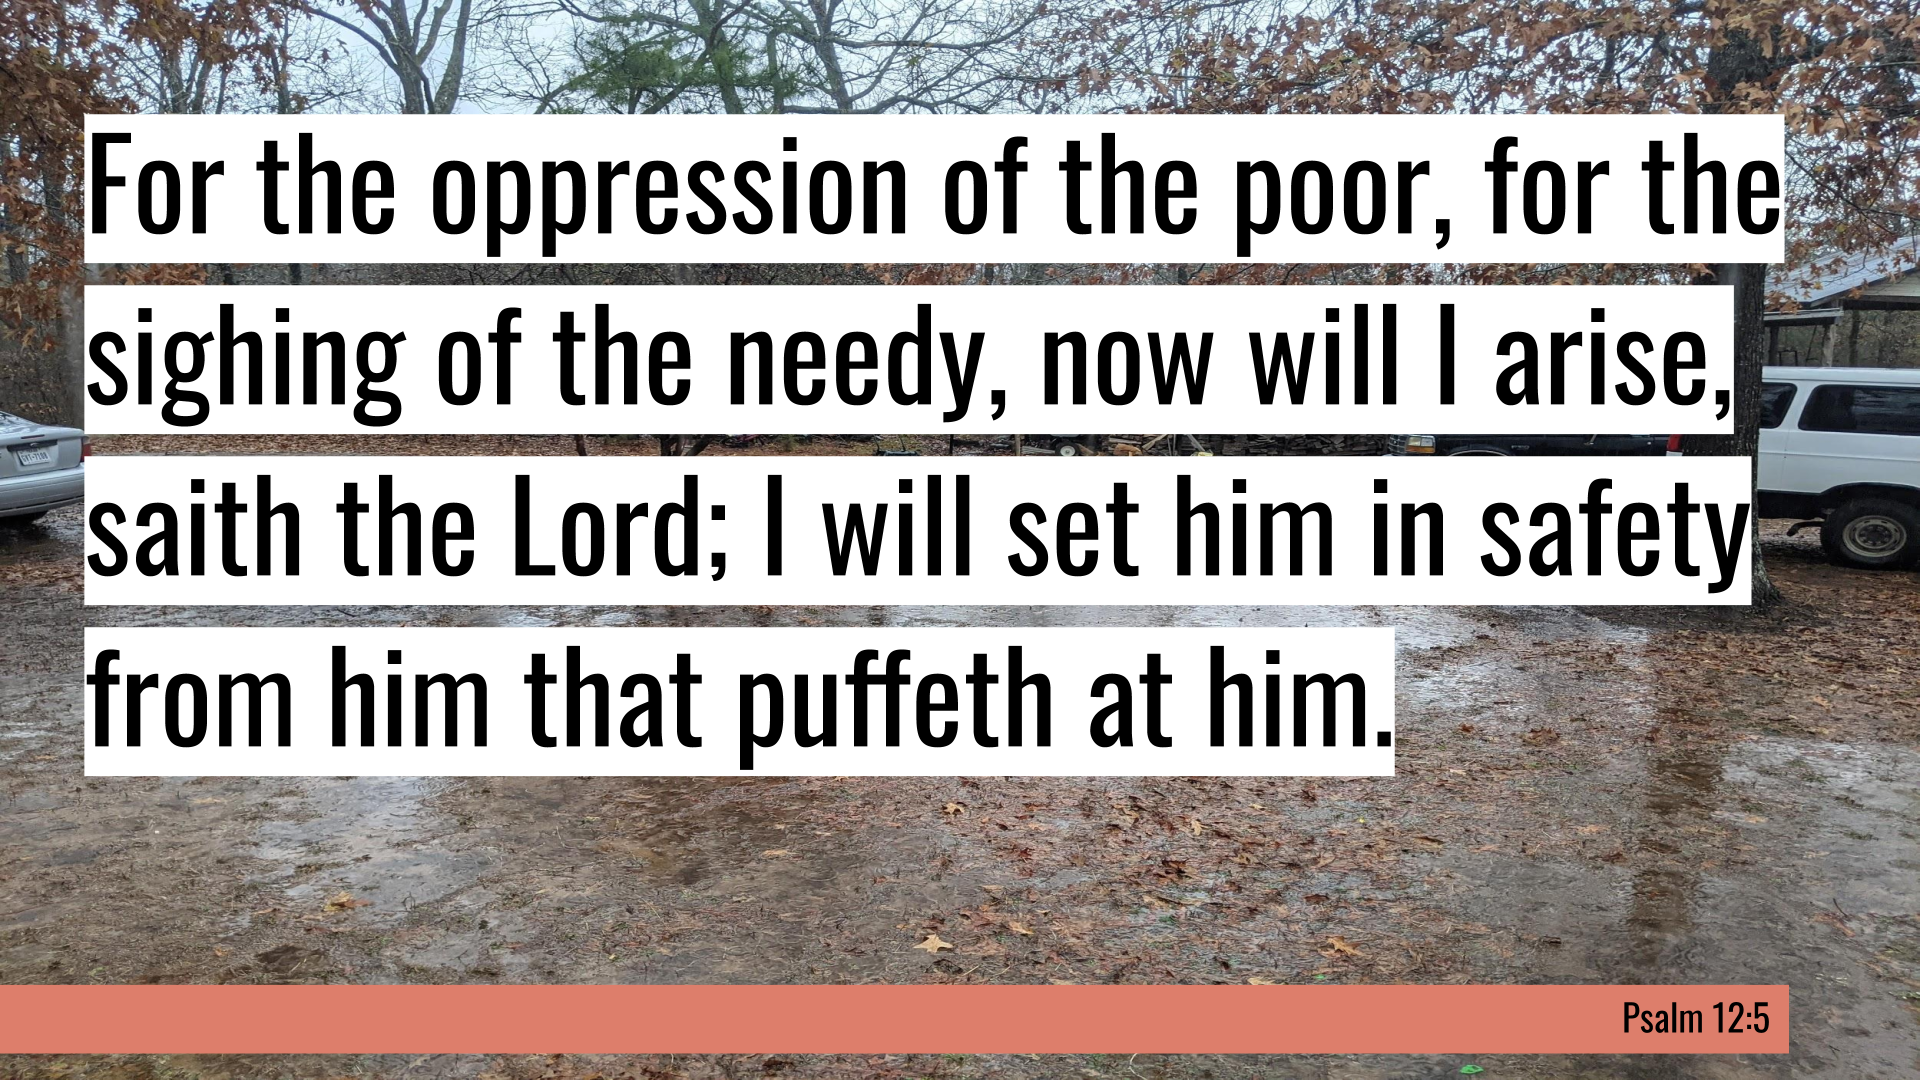 For the oppression of the poor, for the
sighing of the needy, now will I arise,
saith the Lord; I will set him in safety
from him that puffeth at him.
Psalm 12:5